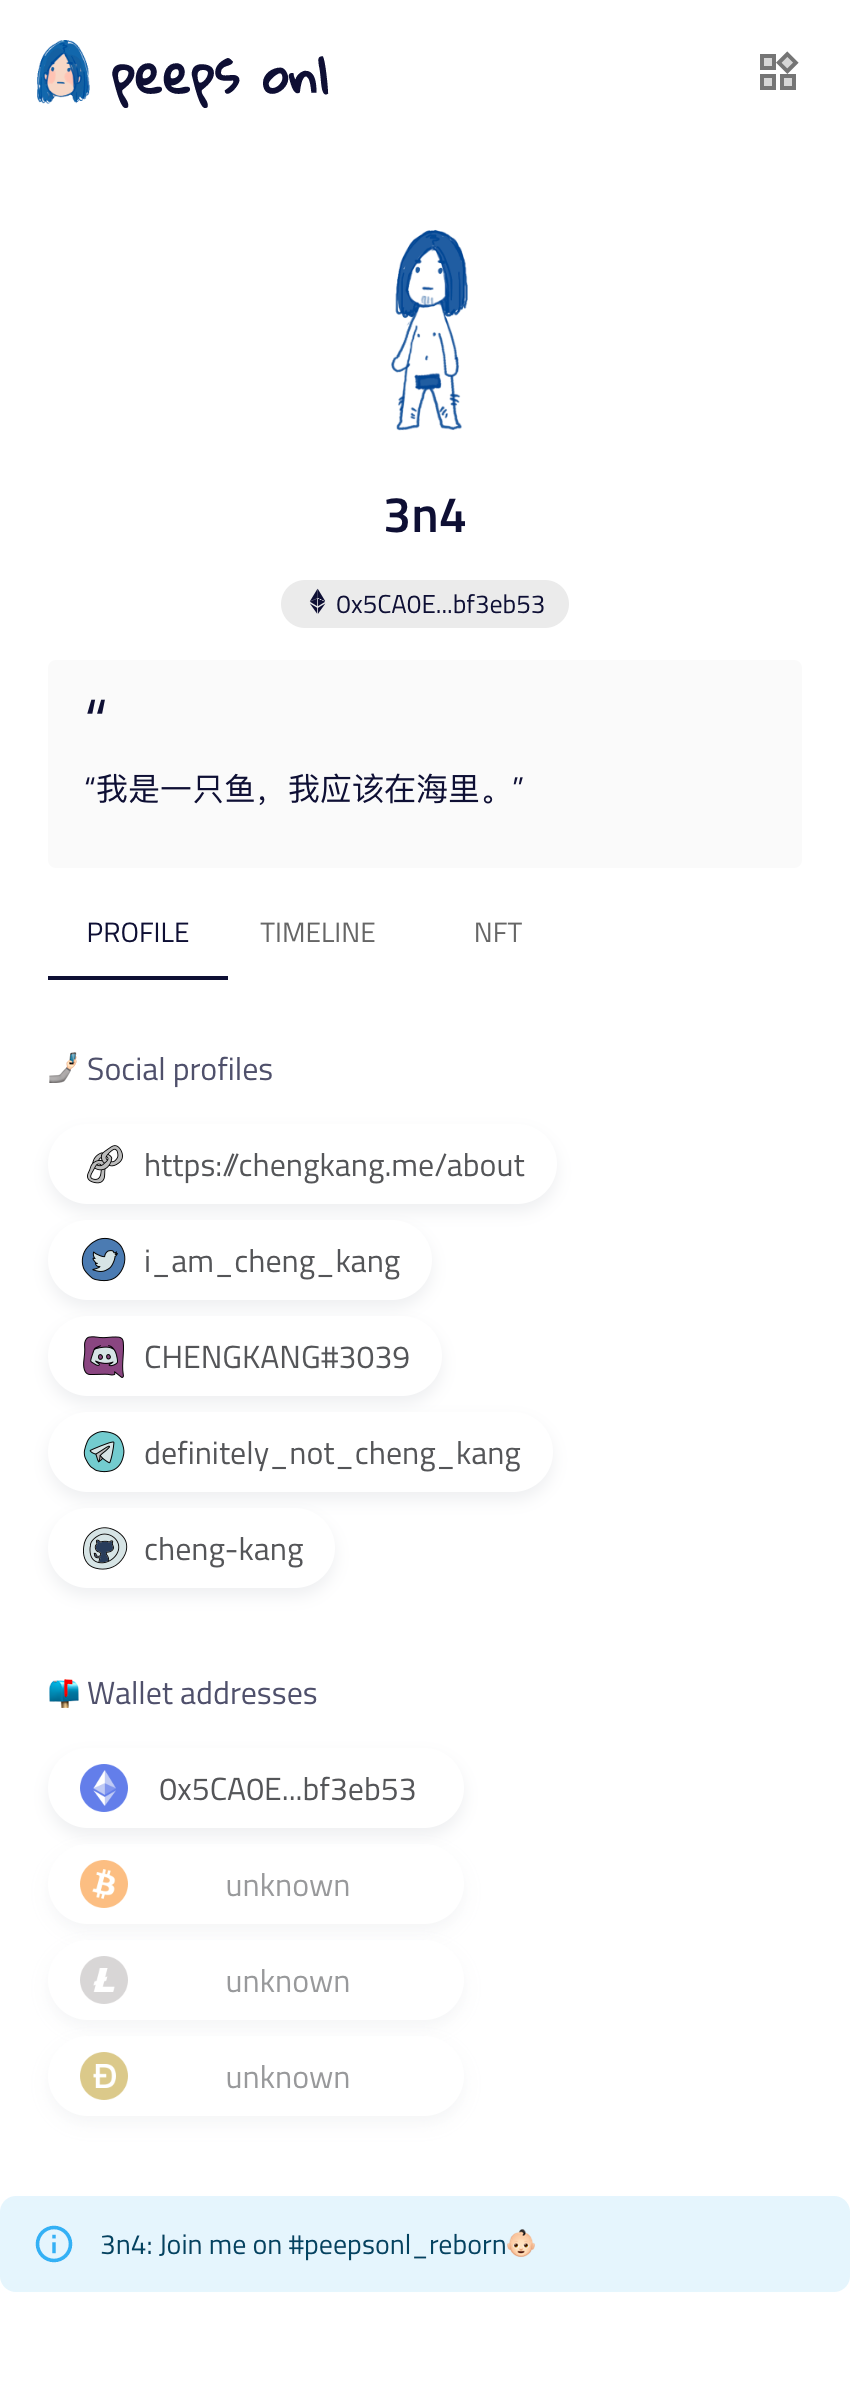 peeps onl
3n4
0x5CA0E...bf3eb53
“
“我是一只鱼，我应该在海里。”
PROFILE TIMELINE NFT
Social profiles
https://chengkang.me/about
i_am_cheng_kang
CHENGKANG#3039
definitely_not_cheng_kang
cheng-kang
Wallet addresses
0x5CA0E...bf3eb53
unknown
unknown
unknown
3n4: Join me on #peepsonl_reborn👶🏻